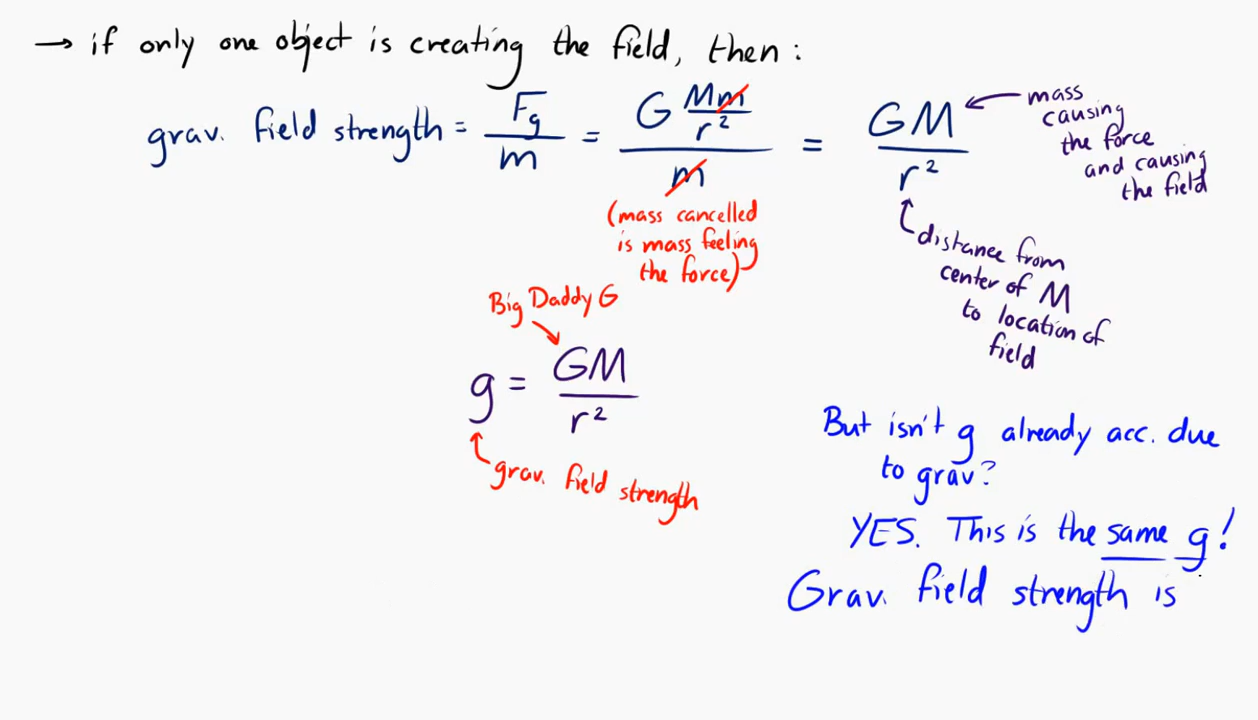 → if only one object is creating the field, then :
grav. field strength = F_g / m = G Mm/r² / m = GM / r²
mass
causing
the force
and causing
the field
(mass cancelled
is mass feeling
the force)
distance from
center of M
to location of
field
Big Daddy G
g = GM / r²
grav. field strength
But isn't g already acc. due
to grav?
YES. This is the same g!
Grav. field strength is